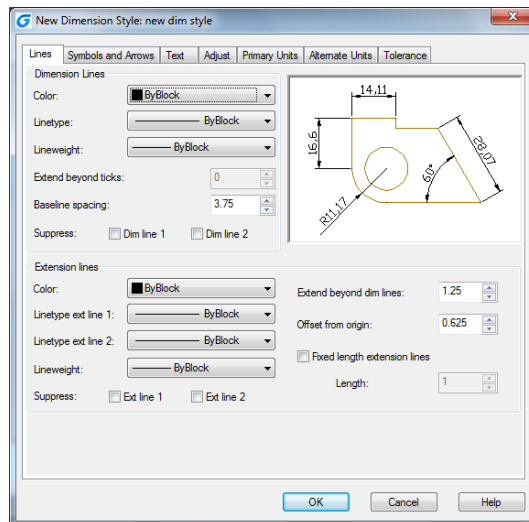 New Dimension Style: new dim style
Lines Symbols and Arrows Text Adjust Primary Units Alternate Units Tolerance
Dimension Lines
Color: ByBlock
Linetype: ByBlock
Lineweight: ByBlock
Extend beyond ticks: 0
Baseline spacing: 3.75
Suppress: Dim line 1 Dim line 2
14,11
16,6
28,07
60°
R11,17
Extension lines
Color: ByBlock
Linetype ext line 1: ByBlock
Linetype ext line 2: ByBlock
Lineweight: ByBlock
Suppress: Ext line 1 Ext line 2
Extend beyond dim lines: 1.25
Offset from origin: 0.625
Fixed length extension lines
Length: 1
OK Cancel Help